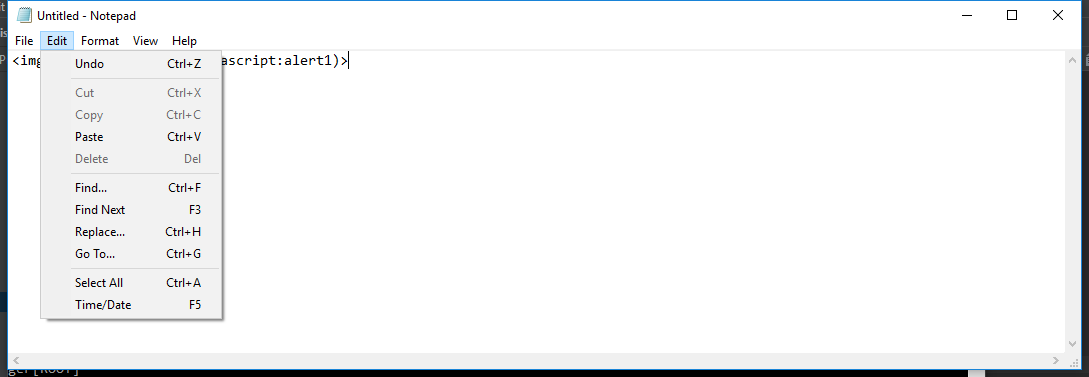 Untitled - Notepad
File Edit Format View Help
<img ascript:alert1)>
Undo Ctrl+Z
Cut Ctrl+X
Copy Ctrl+C
Paste Ctrl+V
Delete Del
Find... Ctrl+F
Find Next F3
Replace... Ctrl+H
Go To... Ctrl+G
Select All Ctrl+A
Time/Date F5